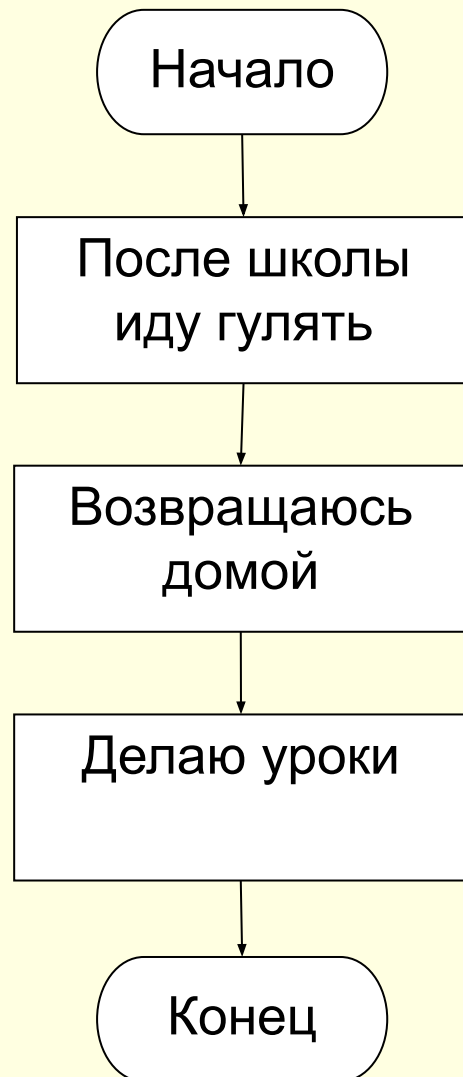 Начало
После школы
иду гулять
Возвращаюсь
домой
Делаю уроки
Конец